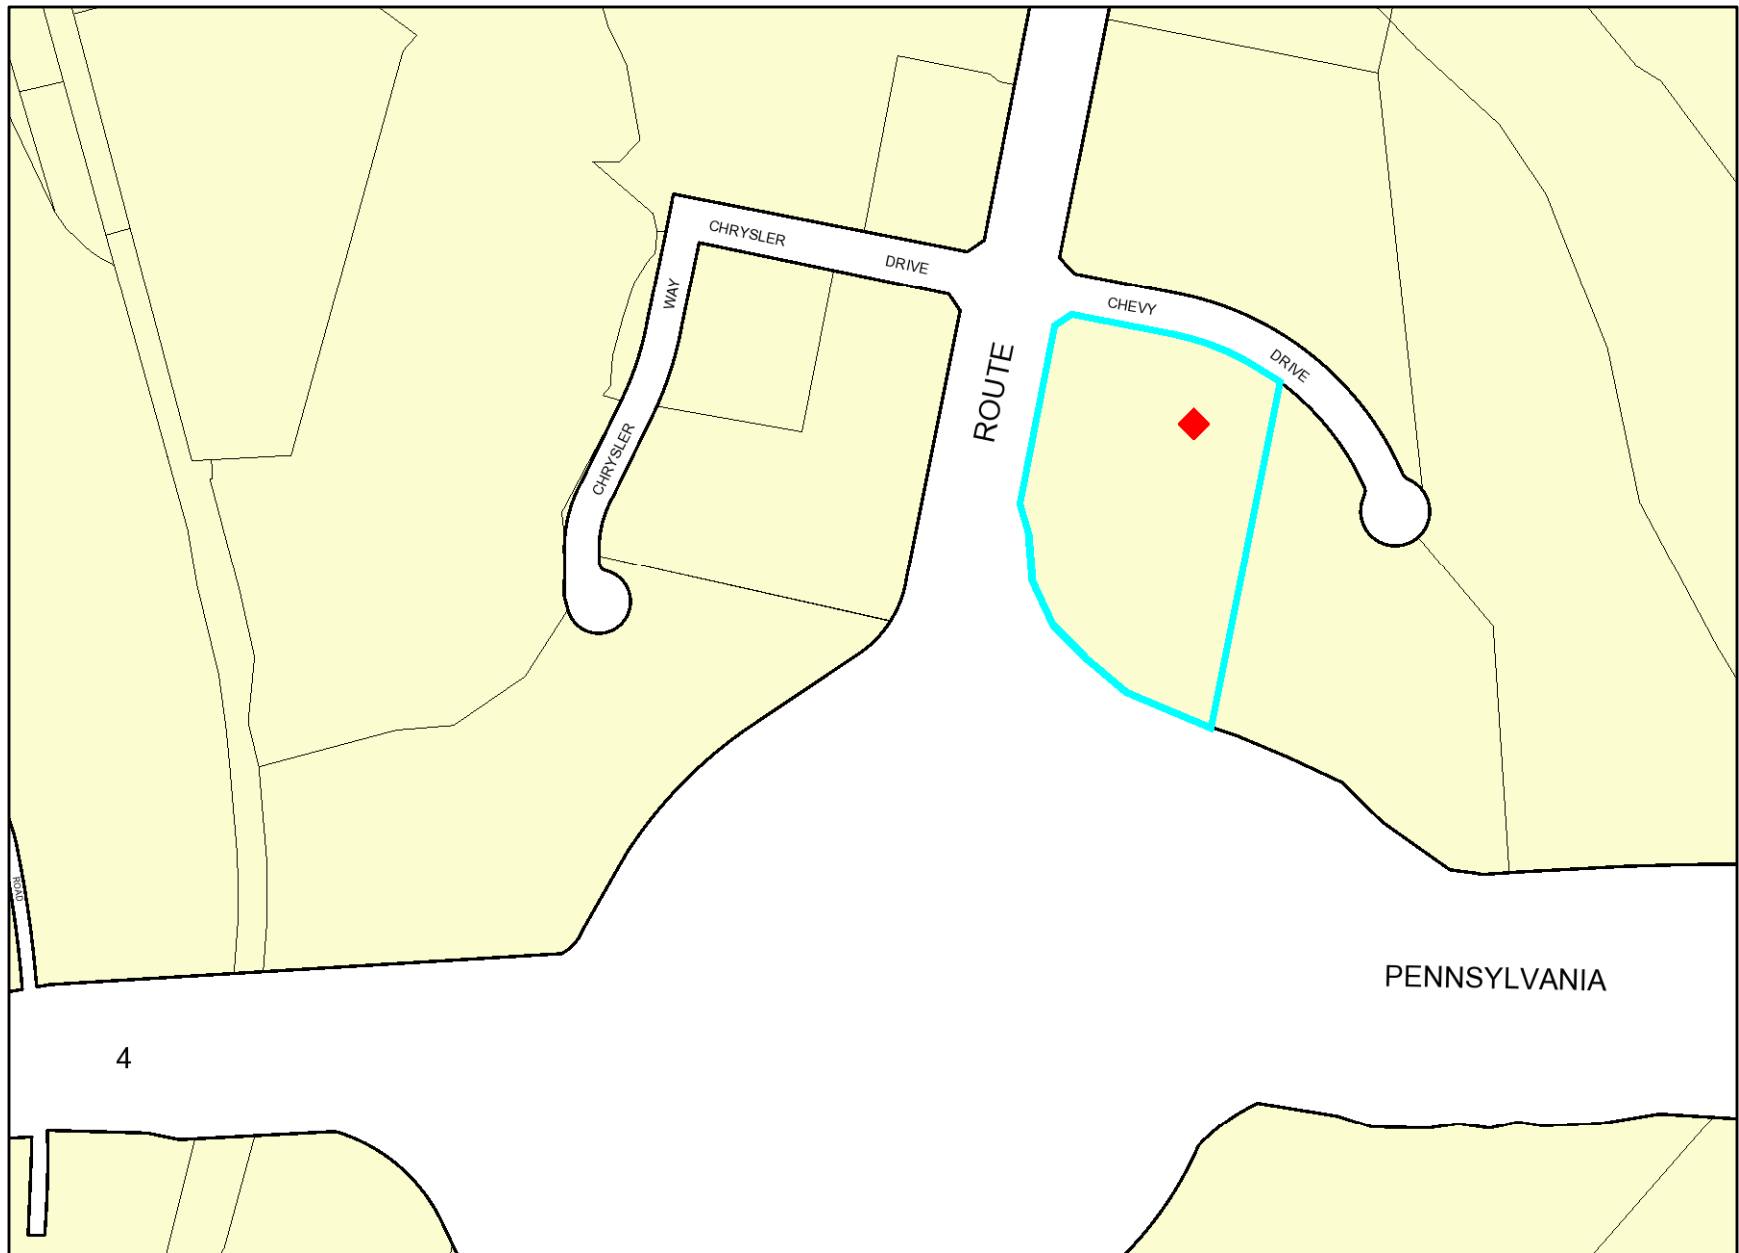 CHRYSLER
DRIVE
WAY
CHEVY
ROUTE
DRIVE
CHRYSLER
ROAD
PENNSYLVANIA
4